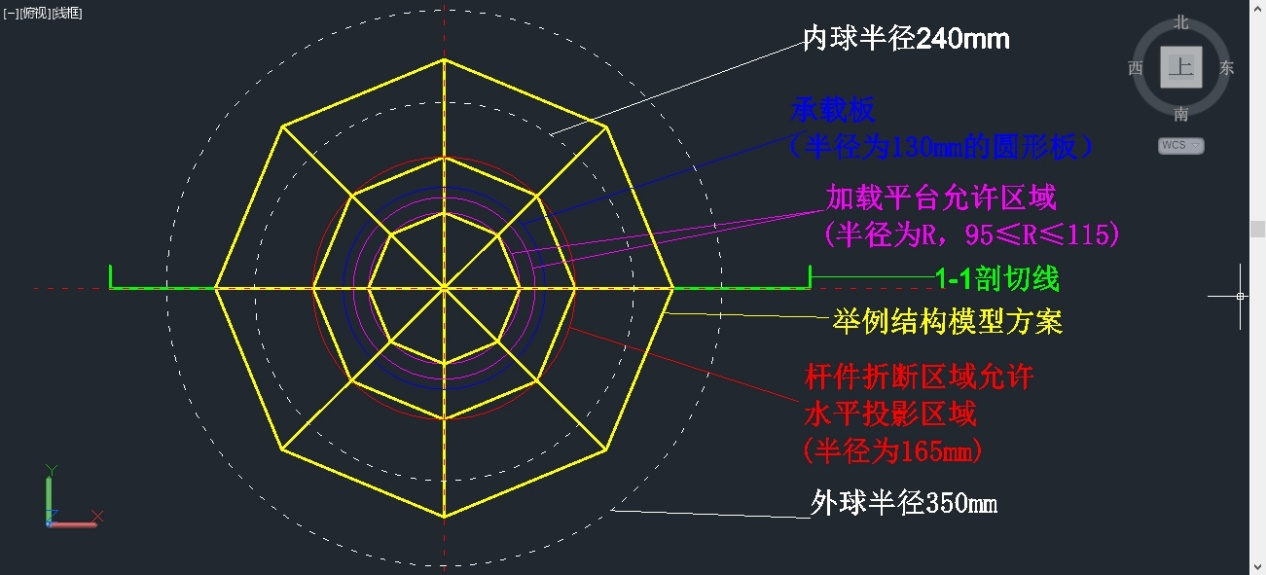 [-][俯视][线框]
内球半径240mm
北
西 上 东
南
WCS
承载板
（半径为130mm的圆形板）
加载平台允许区域
(半径为R，95≤R≤115)
1-1剖切线
举例结构模型方案
杆件折断区域允许
水平投影区域
(半径为165mm)
外球半径350mm
Y
X
Z